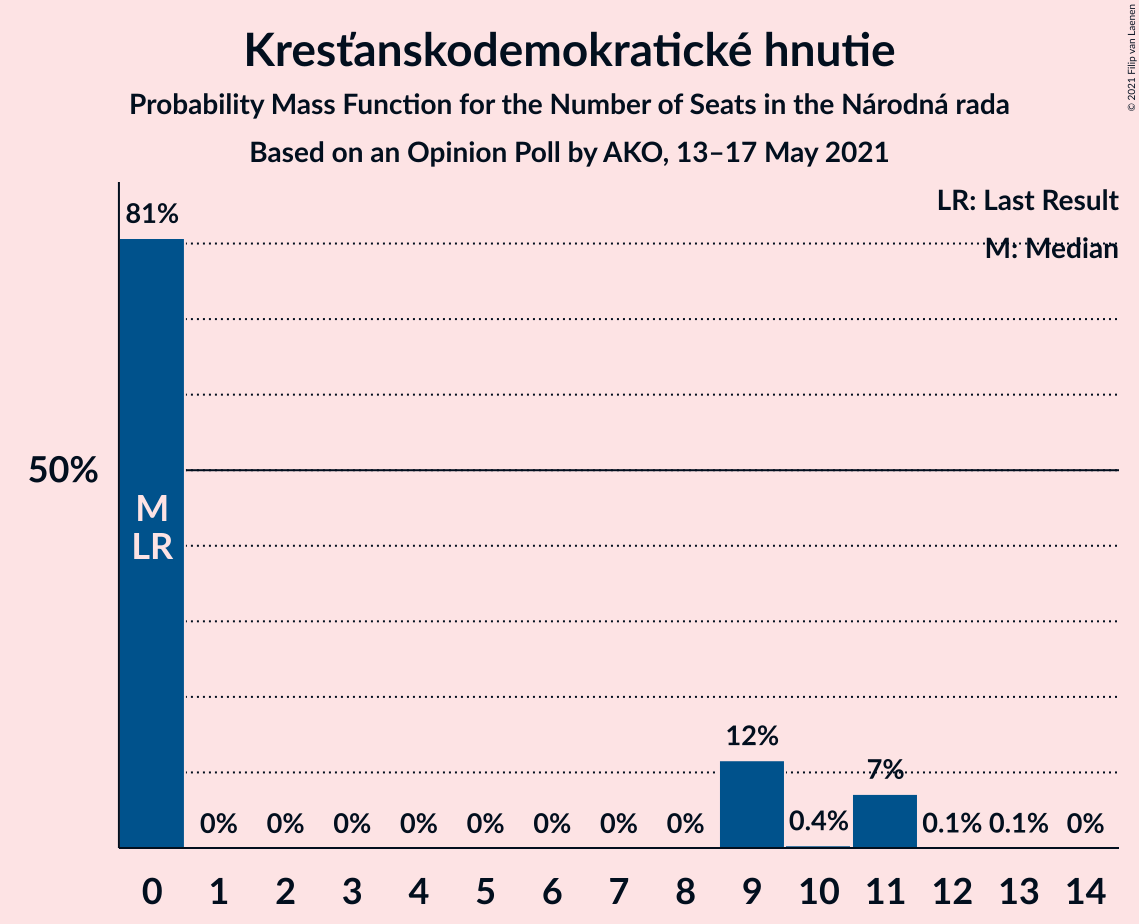 Kresťanskodemokratické hnutie
Probability Mass Function for the Number of Seats in the Národná rada
Based on an Opinion Poll by AKO, 13–17 May 2021
© 2021 Filip van Laenen
LR: Last Result
M: Median
81%
50%
M
LR
12%
7%
0%
0%
0%
0%
0%
0%
0%
0%
0.4%
0.1%
0.1%
0%
0 1 2 3 4 5 6 7 8 9 10 11 12 13 14